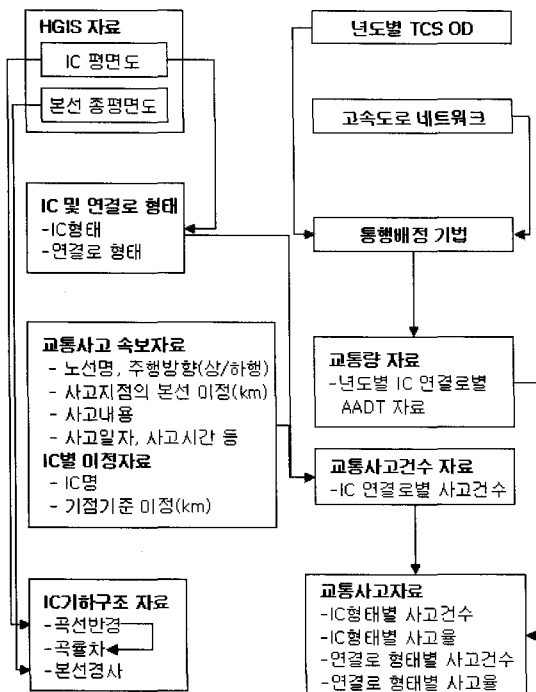 HGIS 자료
IC 평면도
본선 종평면도
IC 및 연결로 형태
-IC형태
-연결로 형태
교통사고 속보자료
- 노선명, 주행방향(상/하행)
- 사고지점의 본선 이정(km)
- 사고내용
- 사고일자, 사고시간 등
IC별 이정자료
- IC명
- 기점기준 이정(km)
IC기하구조 자료
-곡선반경
-곡률차
-본선경사
년도별 TCS OD
고속도로 네트워크
통행배정 기법
교통량 자료
-년도별 IC 연결로별
AADT 자료
교통사고건수 자료
-IC 연결로별 사고건수
교통사고자료
-IC형태별 사고건수
-IC형태별 사고율
-연결로 형태별 사고건수
-연결로 형태별 사고율